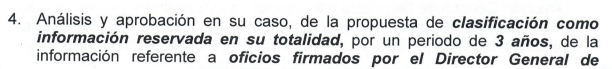 4. Análisis y aprobación en su caso, de la propuesta de clasificación como
información reservada en su totalidad, por un periodo de 3 años, de la
información referente a oficios firmados por el Director General de